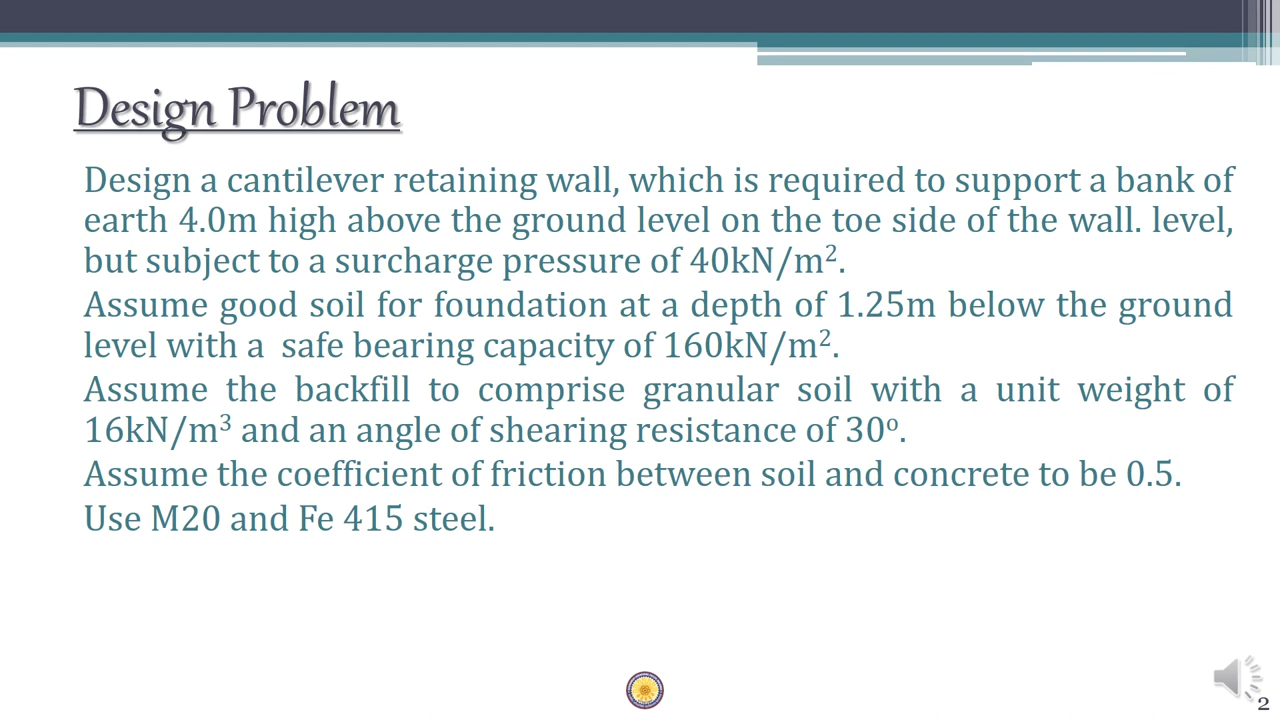 Design Problem
Design a cantilever retaining wall, which is required to support a bank of
earth 4.0m high above the ground level on the toe side of the wall. level,
but subject to a surcharge pressure of 40kN/m².
Assume good soil for foundation at a depth of 1.25m below the ground
level with a safe bearing capacity of 160kN/m².
Assume the backfill to comprise granular soil with a unit weight of
16kN/m³ and an angle of shearing resistance of 30º.
Assume the coefficient of friction between soil and concrete to be 0.5.
Use M20 and Fe 415 steel.
2